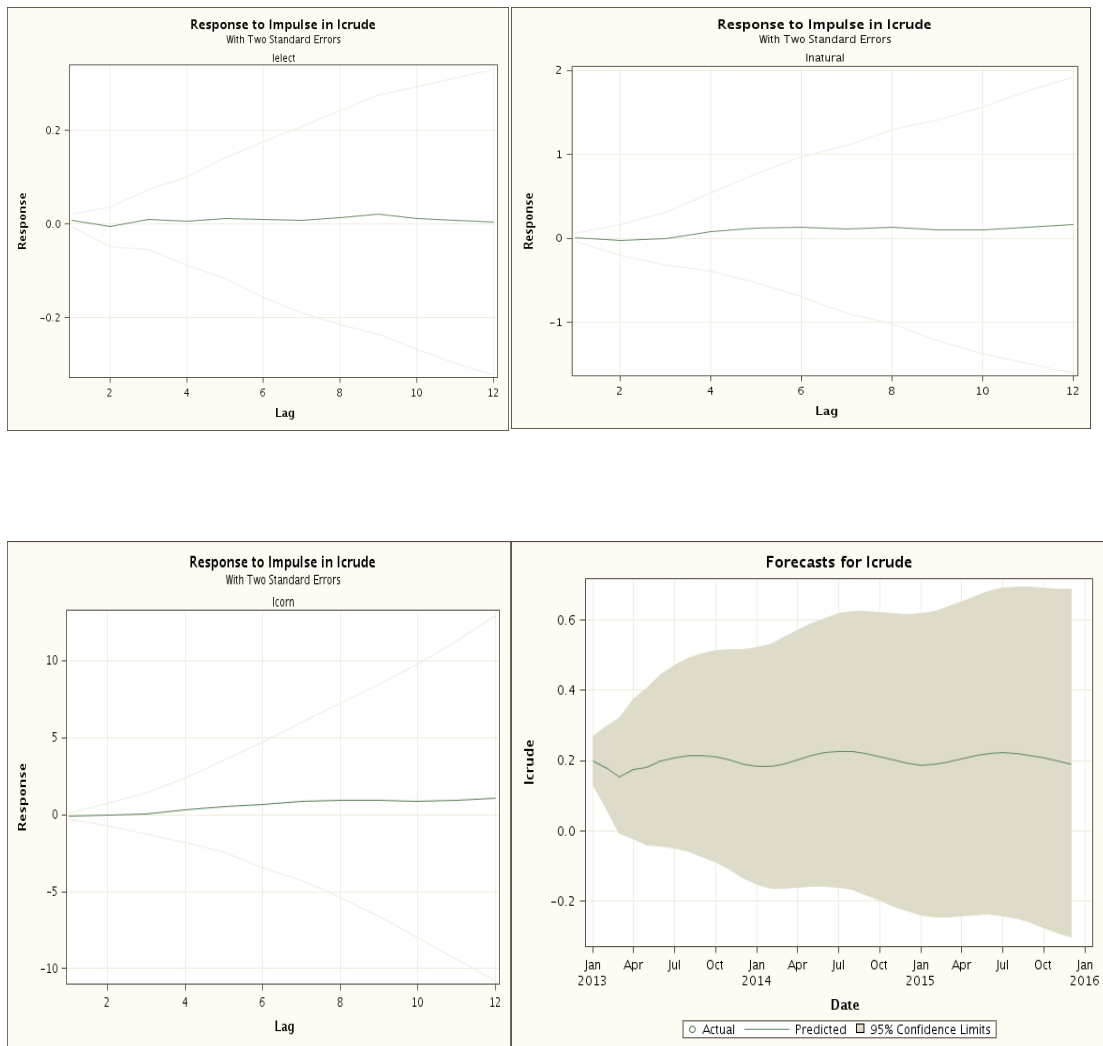 Response to Impulse in lcrude
With Two Standard Errors
lelect
0.2
0.0
−0.2
Response
2 4 6 8 10 12
Lag
Response to Impulse in lcrude
With Two Standard Errors
lnatural
2
1
0
−1
Response
2 4 6 8 10 12
Lag
Response to Impulse in lcrude
With Two Standard Errors
lcorn
10
5
0
−5
−10
Response
2 4 6 8 10 12
Lag
Forecasts for lcrude
0.6
0.4
0.2
0.0
−0.2
lcrude
Jan Apr Jul Oct Jan Apr Jul Oct Jan Apr Jul Oct Jan
2013 2014 2015 2016
Date
Actual Predicted 95% Confidence Limits